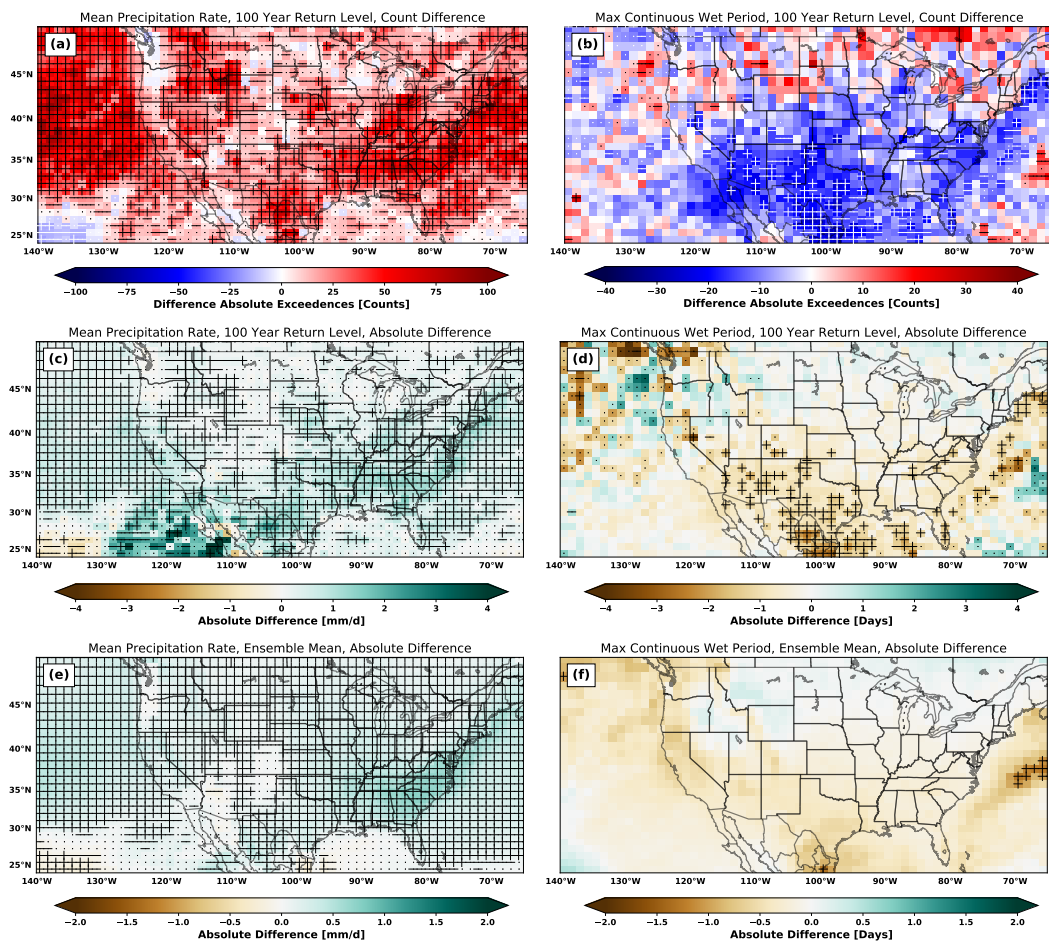 Mean Precipitation Rate, 100 Year Return Level, Count Difference
(a)
45°N
40°N
35°N
30°N
25°N
140°W 130°W 120°W 110°W 100°W 90°W 80°W 70°W
−100 −75 −50 −25 0 25 50 75 100
Difference Absolute Exceedences [Counts]
Max Continuous Wet Period, 100 Year Return Level, Count Difference
(b)
140°W 130°W 120°W 110°W 100°W 90°W 80°W 70°W
−40 −30 −20 −10 0 10 20 30 40
Difference Absolute Exceedences [Counts]
Mean Precipitation Rate, 100 Year Return Level, Absolute Difference
(c)
45°N
40°N
35°N
30°N
25°N
140°W 130°W 120°W 110°W 100°W 90°W 80°W 70°W
−4 −3 −2 −1 0 1 2 3 4
Absolute Difference [mm/d]
Max Continuous Wet Period, 100 Year Return Level, Absolute Difference
(d)
140°W 130°W 120°W 110°W 100°W 90°W 80°W 70°W
−4 −3 −2 −1 0 1 2 3 4
Absolute Difference [Days]
Mean Precipitation Rate, Ensemble Mean, Absolute Difference
(e)
45°N
40°N
35°N
30°N
25°N
140°W 130°W 120°W 110°W 100°W 90°W 80°W 70°W
−2.0 −1.5 −1.0 −0.5 0.0 0.5 1.0 1.5 2.0
Absolute Difference [mm/d]
Max Continuous Wet Period, Ensemble Mean, Absolute Difference
(f)
140°W 130°W 120°W 110°W 100°W 90°W 80°W 70°W
−2.0 −1.5 −1.0 −0.5 0.0 0.5 1.0 1.5 2.0
Absolute Difference [Days]